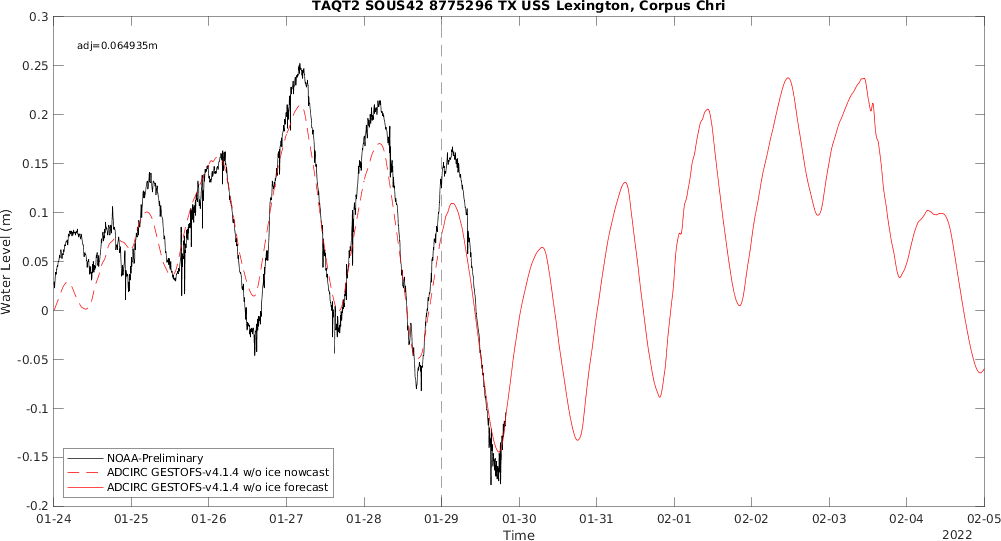 TAQT2 SOUS42 8775296 TX USS Lexington, Corpus Chri
adj=0.064935m
0.3
0.25
0.2
0.15
0.1
0.05
0
-0.05
-0.1
-0.15
-0.2
Water Level (m)
NOAA-Preliminary
ADCIRC GESTOFS-v4.1.4 w/o ice nowcast
ADCIRC GESTOFS-v4.1.4 w/o ice forecast
01-24 01-25 01-26 01-27 01-28 01-29 01-30 01-31 02-01 02-02 02-03 02-04 02-05
Time
2022